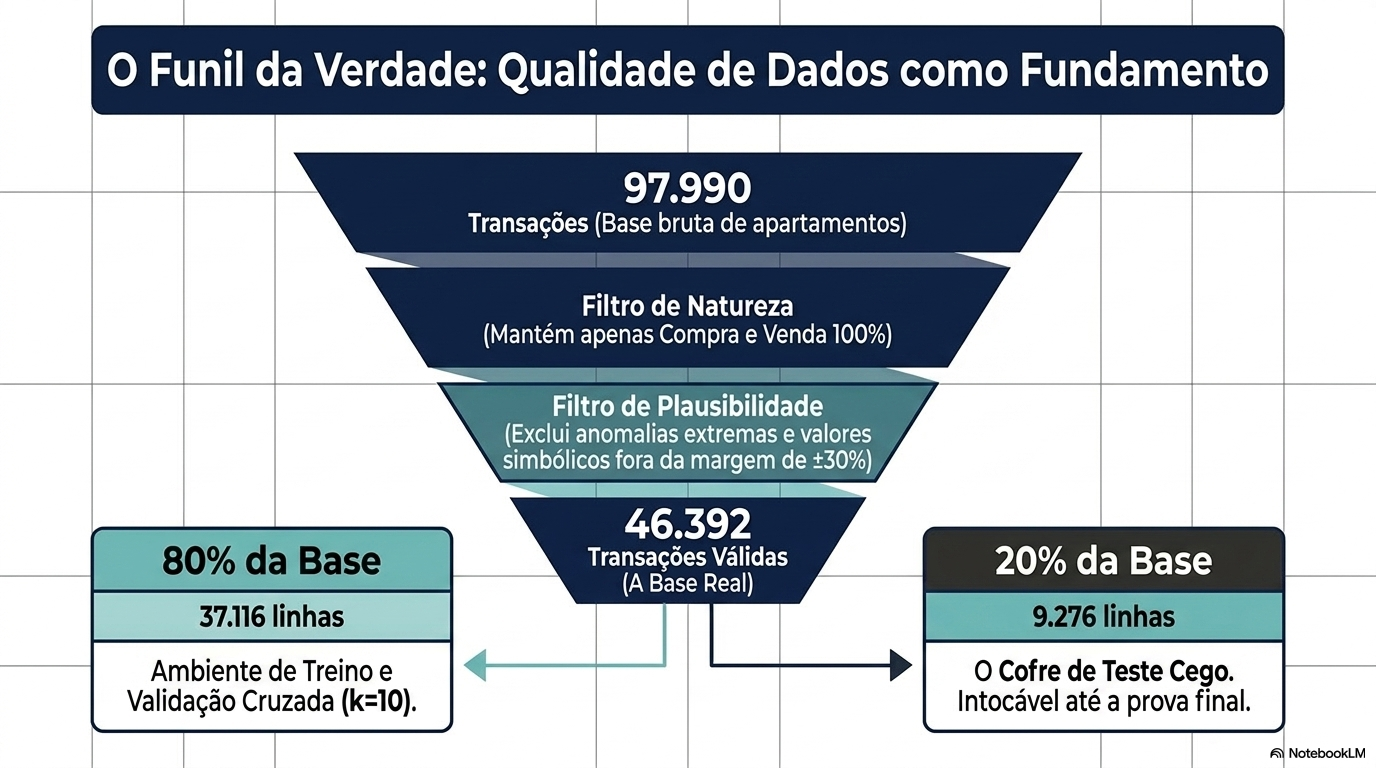 O Funil da Verdade: Qualidade de Dados como Fundamento
97.990
Transações (Base bruta de apartamentos)
Filtro de Natureza
(Mantém apenas Compra e Venda 100%)
Filtro de Plausibilidade
(Exclui anomalias extremas e valores
simbólicos fora da margem de ±30%)
46.392
Transações Válidas
(A Base Real)
80% da Base
37.116 linhas
Ambiente de Treino e
Validação Cruzada (k=10).
20% da Base
9.276 linhas
O Cofre de Teste Cego.
Intocável até a prova final.
NotebookLM